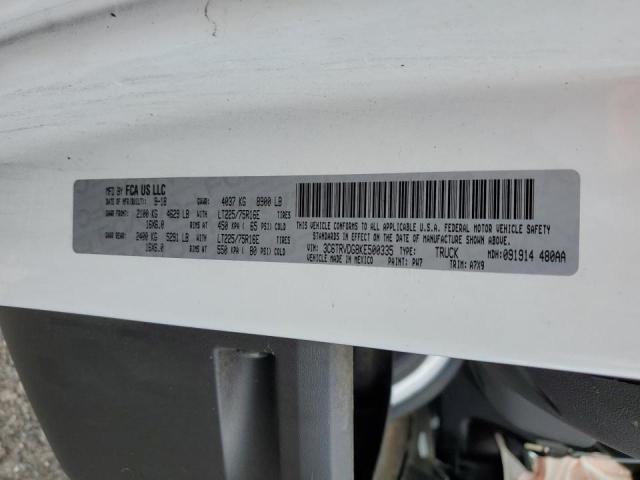 MFD BY FCA US LLC
DATE OF MFR/BUILT: 9-18 GVWR: 4037 KG 8900 LB
GAWR FRONT: 2100 KG 4629 LB WITH LT225/75R16E TIRES
16X6.0 RIMS AT 450 KPA ( 65 PSI) COLD
GAWR REAR: 2400 KG 5291 LB WITH LT225/75R16E TIRES
16X6.0 RIMS AT 550 KPA ( 80 PSI) COLD
THIS VEHICLE CONFORMS TO ALL APPLICABLE U.S.A. FEDERAL MOTOR VEHICLE SAFETY
STANDARDS IN EFFECT ON THE DATE OF MANUFACTURE SHOWN ABOVE.
VIN: 3C6TRVDG8KE500335 TYPE: TRUCK MDH:091914 480AA
VEHICLE MADE IN MEXICO PAINT: PW7 TRIM: A7X9